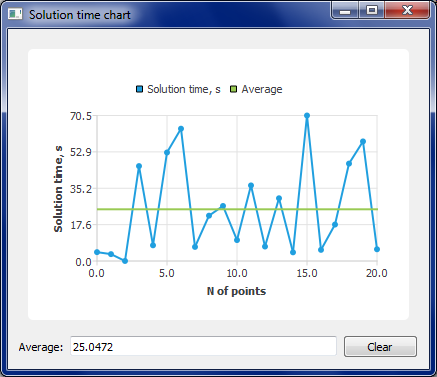 Solution time chart
Solution time, s Average
70.5
52.9
35.2
17.6
0.0
Solution time, s
0.0 5.0 10.0 15.0 20.0
N of points
Average: 25.0472 Clear